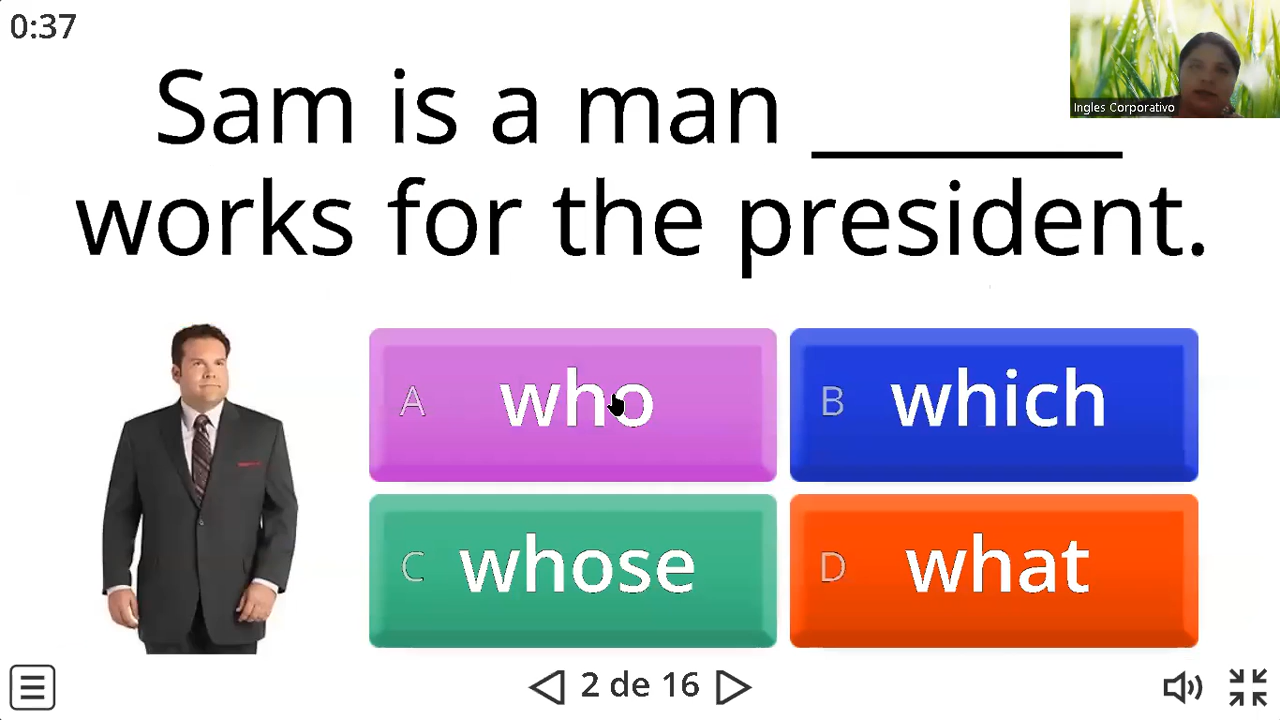 0:37
Sam is a man ________
works for the president.
Ingles Corporativo
A who
B which
C whose
D what
2 de 16